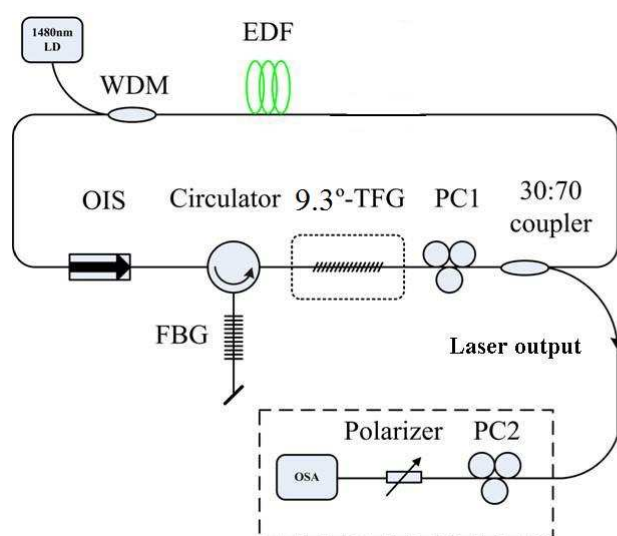 1480nm
LD
EDF
WDM
OIS
Circulator
9.3°-TFG
PC1
30:70
coupler
FBG
Laser output
Polarizer
PC2
OSA